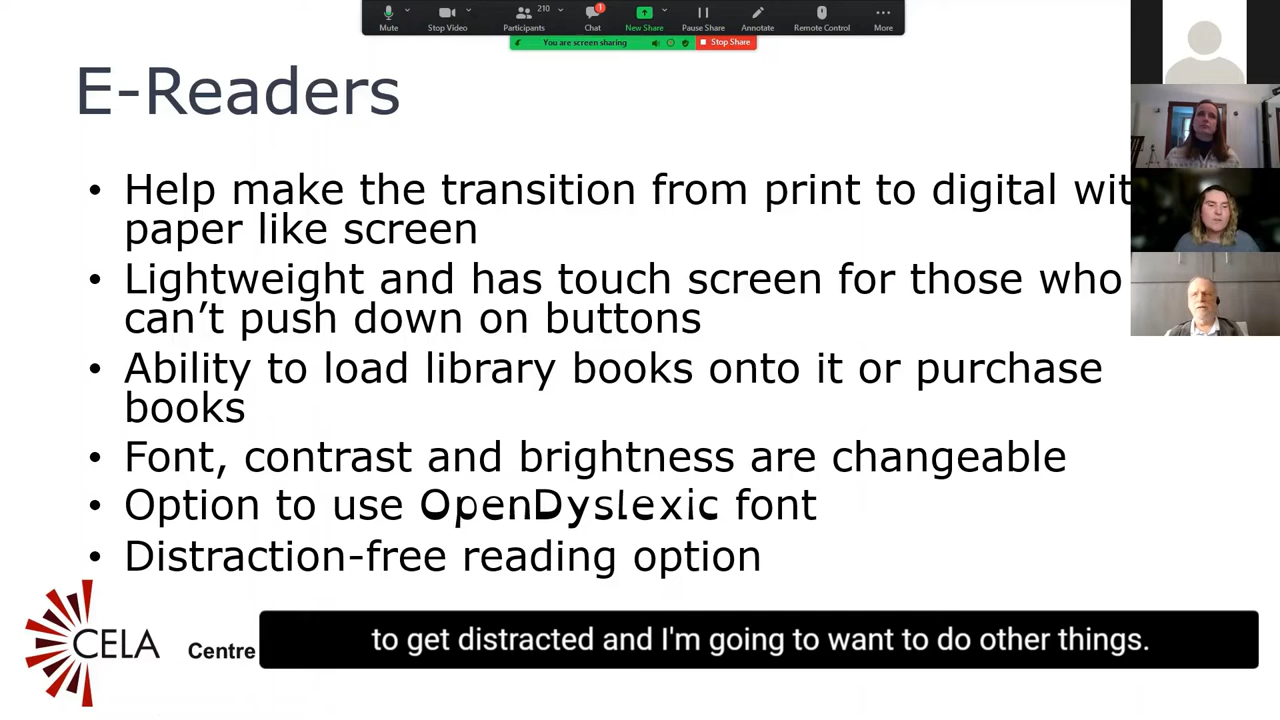 210
1
Mute
Stop Video
Participants
Chat
New Share
Pause Share
Annotate
Remote Control
More
You are screen sharing
Stop Share
E-Readers
• Help make the transition from print to digital wit
paper like screen
• Lightweight and has touch screen for those who
can’t push down on buttons
• Ability to load library books onto it or purchase
books
• Font, contrast and brightness are changeable
• Option to use OpenDyslexic font
• Distraction-free reading option
CELA
Centre
to get distracted and I'm going to want to do other things.